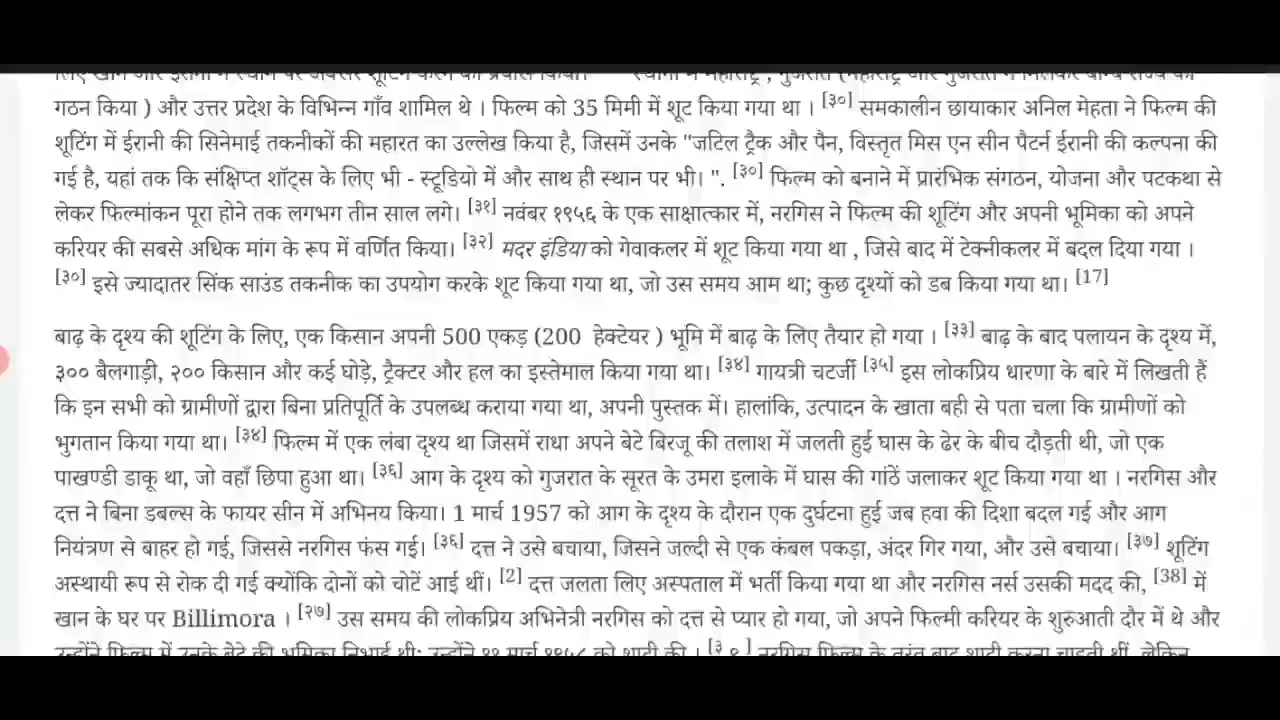 गठन किया ) और उत्तर प्रदेश के विभिन्न गाँव शामिल थे । फिल्म को 35 मिमी में शूट किया गया था । [३०] समकालीन छायाकार अनिल मेहता ने फिल्म की
शूटिंग में ईरानी की सिनेमाई तकनीकों की महारत का उल्लेख किया है, जिसमें उनके "जटिल ट्रैक और पैन, विस्तृत मिस एन सीन पैटर्न ईरानी की कल्पना की
गई है, यहां तक कि संक्षिप्त शॉट्स के लिए भी - स्टूडियो में और साथ ही स्थान पर भी। ". [३०] फिल्म को बनाने में प्रारंभिक संगठन, योजना और पटकथा से
लेकर फिल्मांकन पूरा होने तक लगभग तीन साल लगे। [३१] नवंबर १९५६ के एक साक्षात्कार में, नरगिस ने फिल्म की शूटिंग और अपनी भूमिका को अपने
करियर की सबसे अधिक मांग के रूप में वर्णित किया। [३२] मदर इंडिया को गेवाकलर में शूट किया गया था , जिसे बाद में टेक्नीकलर में बदल दिया गया ।
[३०] इसे ज्यादातर सिंक साउंड तकनीक का उपयोग करके शूट किया गया था, जो उस समय आम था; कुछ दृश्यों को डब किया गया था। [17]
बाढ़ के दृश्य की शूटिंग के लिए, एक किसान अपनी 500 एकड़ (200 हेक्टेयर ) भूमि में बाढ़ के लिए तैयार हो गया । [३३] बाढ़ के बाद पलायन के दृश्य में,
३०० बैलगाड़ी, २०० किसान और कई घोड़े, ट्रैक्टर और हल का इस्तेमाल किया गया था। [३४] गायत्री चटर्जी [३५] इस लोकप्रिय धारणा के बारे में लिखती हैं
कि इन सभी को ग्रामीणों द्वारा बिना प्रतिपूर्ति के उपलब्ध कराया गया था, अपनी पुस्तक में। हालांकि, उत्पादन के खाता बही से पता चला कि ग्रामीणों को
भुगतान किया गया था। [३४] फिल्म में एक लंबा दृश्य था जिसमें राधा अपने बेटे बिरजू की तलाश में जलती हुई घास के ढेर के बीच दौड़ती थी, जो एक
पाखण्डी डाकू था, जो वहाँ छिपा हुआ था। [३६] आग के दृश्य को गुजरात के सूरत के उमरा इलाके में घास की गांठें जलाकर शूट किया गया था । नरगिस और
दत्त ने बिना डबल्स के फायर सीन में अभिनय किया। 1 मार्च 1957 को आग के दृश्य के दौरान एक दुर्घटना हुई जब हवा की दिशा बदल गई और आग
नियंत्रण से बाहर हो गई, जिससे नरगिस फंस गई। [३६] दत्त ने उसे बचाया, जिसने जल्दी से एक कंबल पकड़ा, अंदर गिर गया, और उसे बचाया। [३७] शूटिंग
अस्थायी रूप से रोक दी गई क्योंकि दोनों को चोटें आई थीं। [2] दत्त जलता लिए अस्पताल में भर्ती किया गया था और नरगिस नर्स उसकी मदद की, [38] में
खान के घर पर Billimora । [२७] उस समय की लोकप्रिय अभिनेत्री नरगिस को दत्त से प्यार हो गया, जो अपने फिल्मी करियर के शुरुआती दौर में थे और